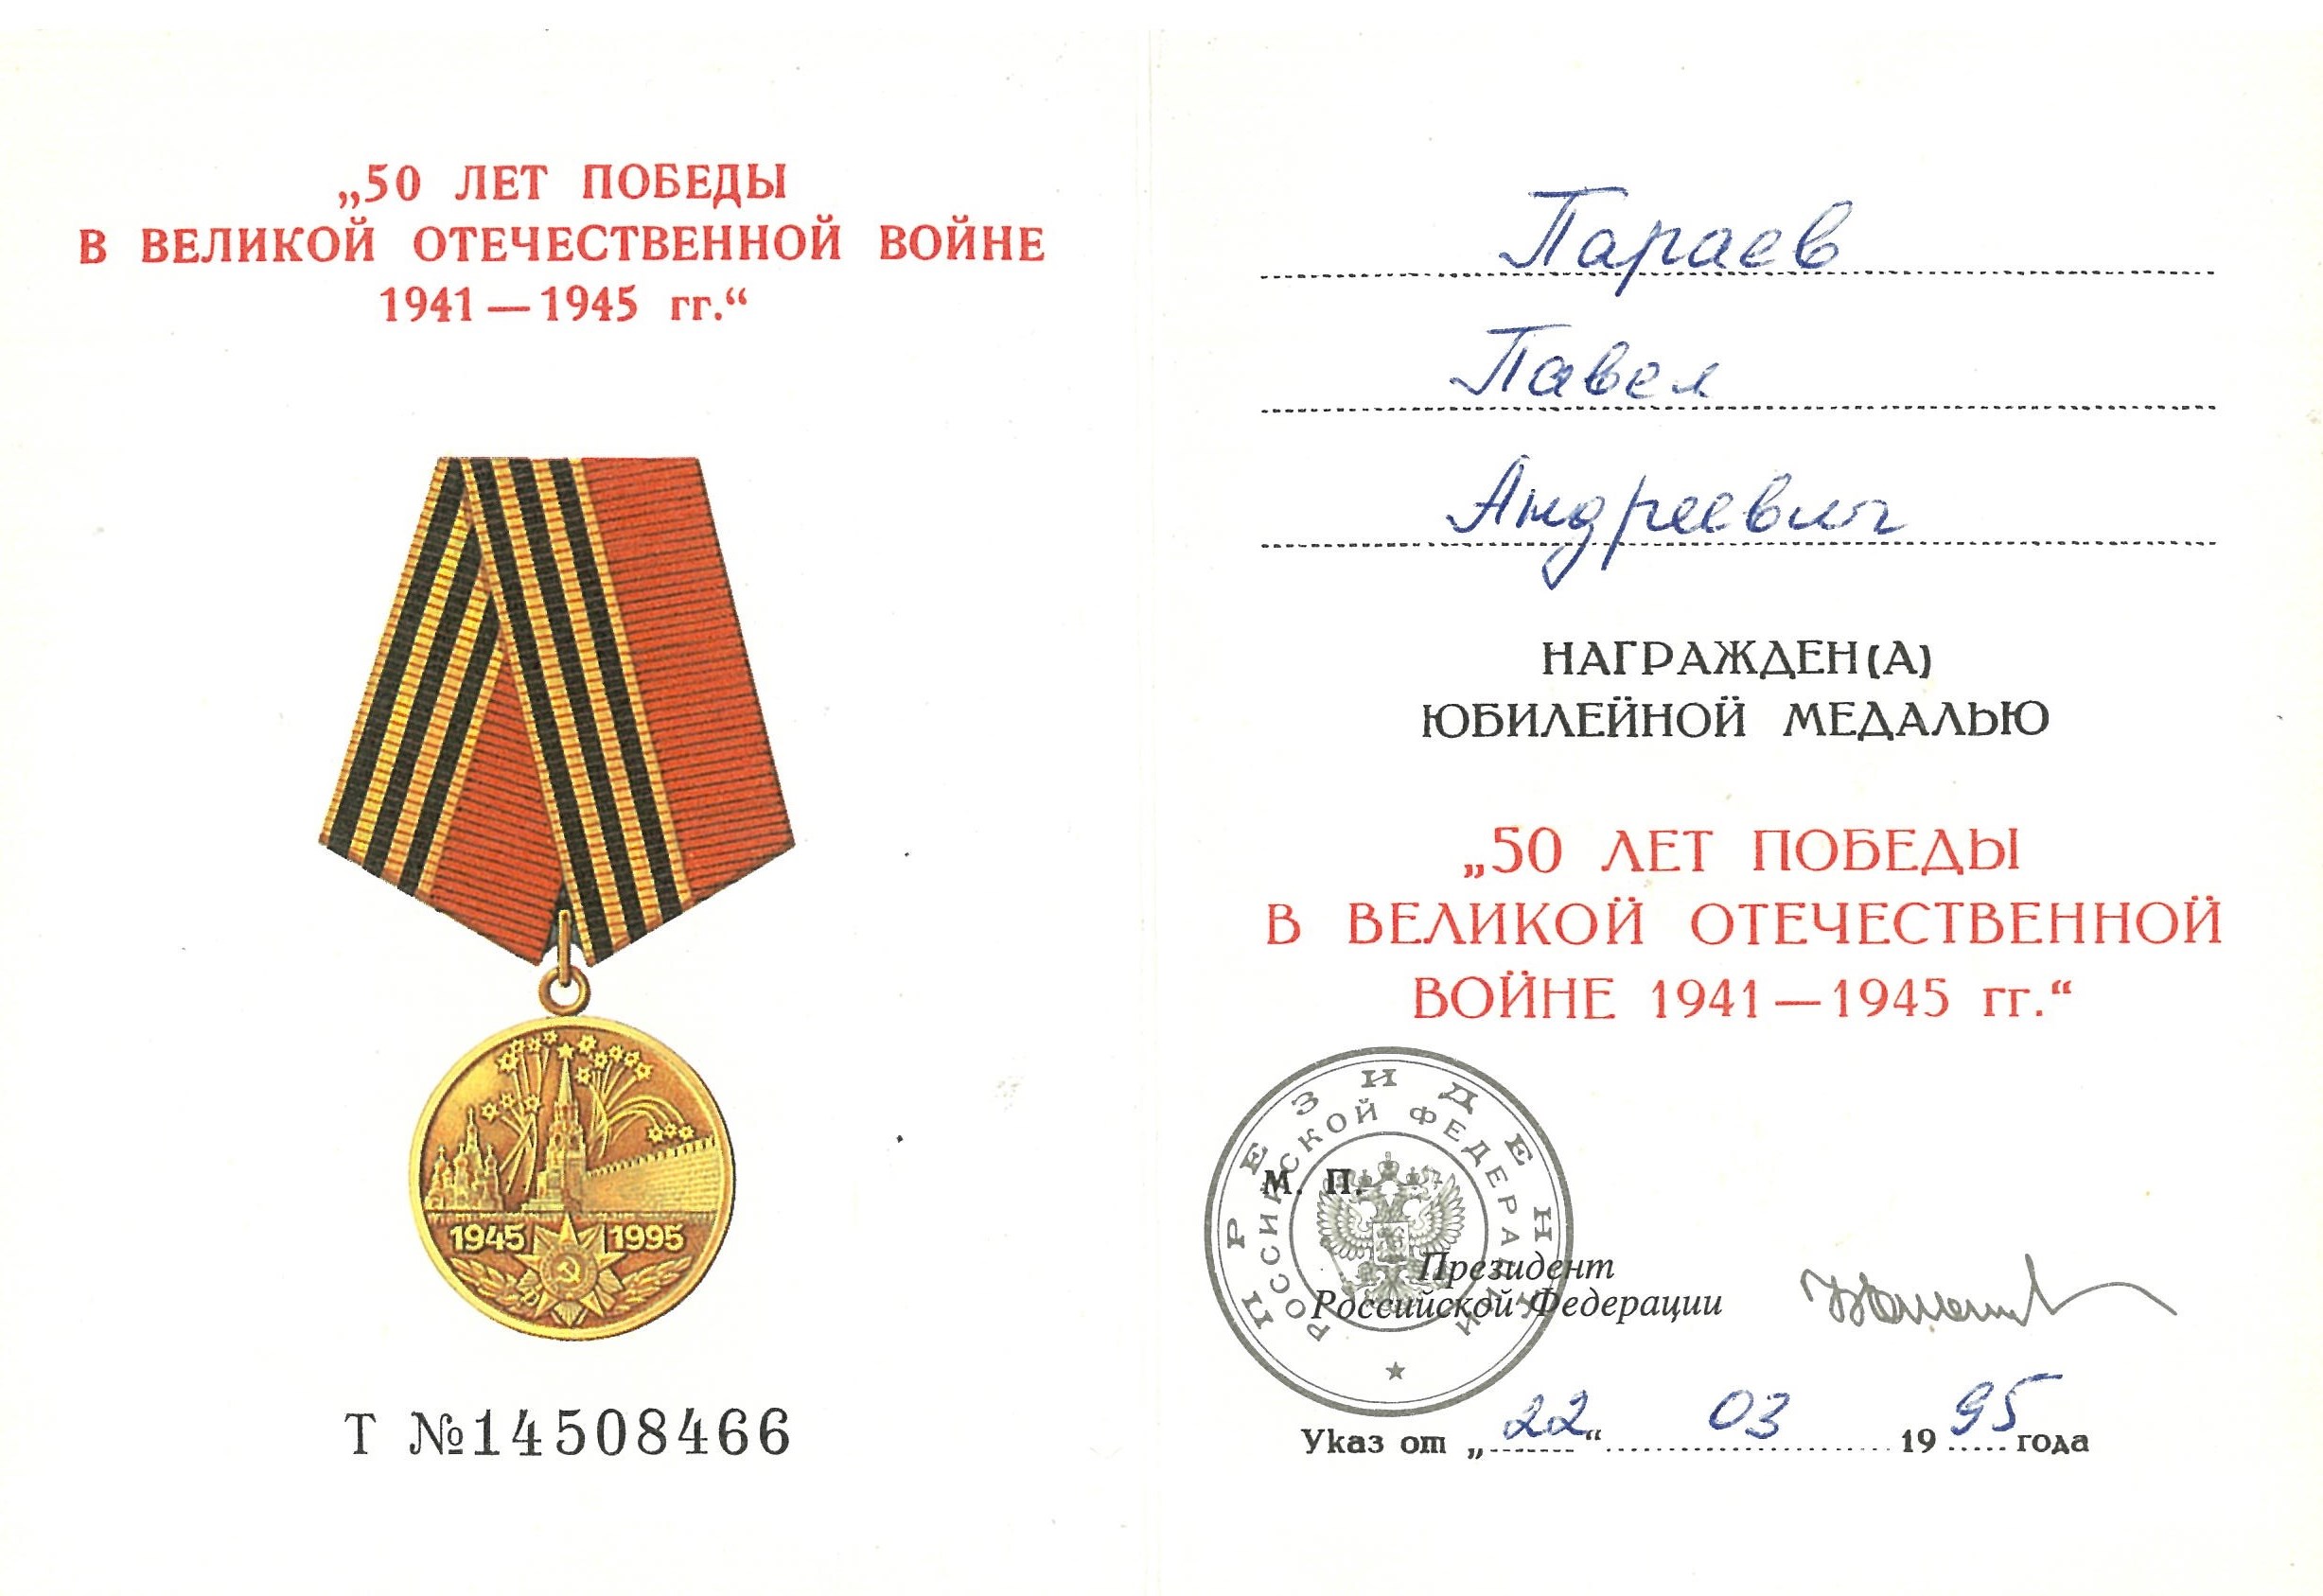 „50 ЛЕТ ПОБЕДЫ
В ВЕЛИКОЙ ОТЕЧЕСТВЕННОЙ ВОЙНЕ
1941—1945 гг.“
1945 1995
Т №14508466
Параев
Павел
Андреевич
НАГРАЖДЕН(А)
ЮБИЛЕЙНОЙ МЕДАЛЬЮ
„50 ЛЕТ ПОБЕДЫ
В ВЕЛИКОЙ ОТЕЧЕСТВЕННОЙ
ВОЙНЕ 1941—1945 гг.“
ПРЕЗИДЕНТ
РОССИЙСКОЙ ФЕДЕРАЦИИ
М. П.
Президент
Российской Федерации
Указ от „22“ 03 1995 года